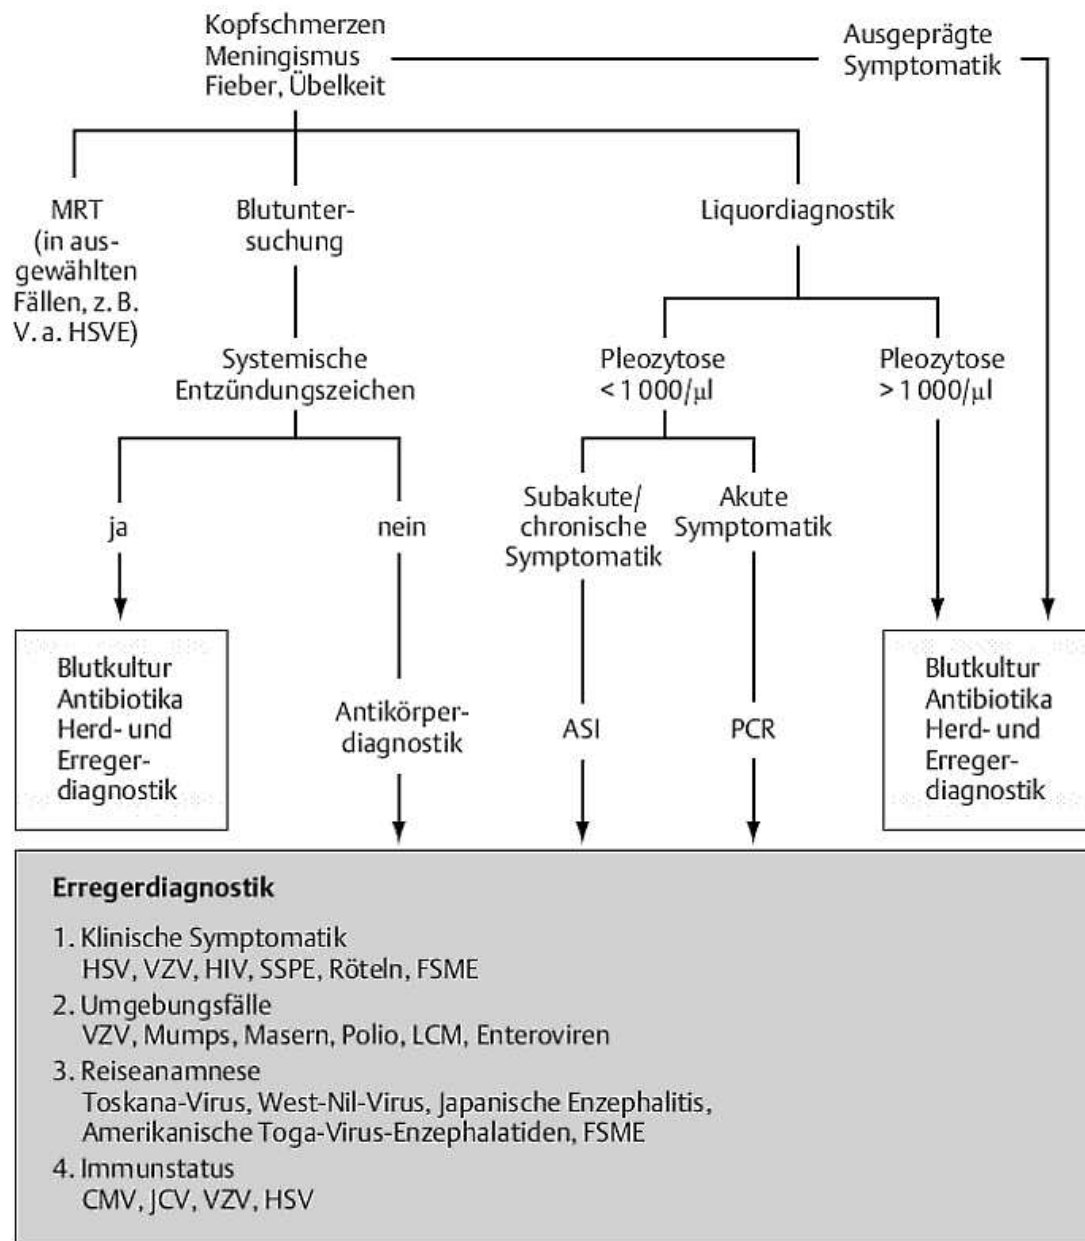 Kopfschmerzen
Meningismus
Fieber, Übelkeit
Ausgeprägte
Symptomatik
MRT
(in aus-
gewählten
Fällen, z. B.
V. a. HSVE)
Blutunter-
suchung
Liquordiagnostik
Systemische
Entzündungszeichen
Pleozytose
< 1 000/µl
Pleozytose
> 1 000/µl
ja
nein
Subakute/
chronische
Symptomatik
Akute
Symptomatik
Blutkultur
Antibiotika
Herd- und
Erreger-
diagnostik
Antikörper-
diagnostik
ASI
PCR
Blutkultur
Antibiotika
Herd- und
Erreger-
diagnostik
Erregerdiagnostik
1. Klinische Symptomatik
HSV, VZV, HIV, SSPE, Röteln, FSME
2. Umgebungsfälle
VZV, Mumps, Masern, Polio, LCM, Enteroviren
3. Reiseanamnese
Toskana-Virus, West-Nil-Virus, Japanische Enzephalitis,
Amerikanische Toga-Virus-Enzephalatiden, FSME
4. Immunstatus
CMV, JCV, VZV, HSV